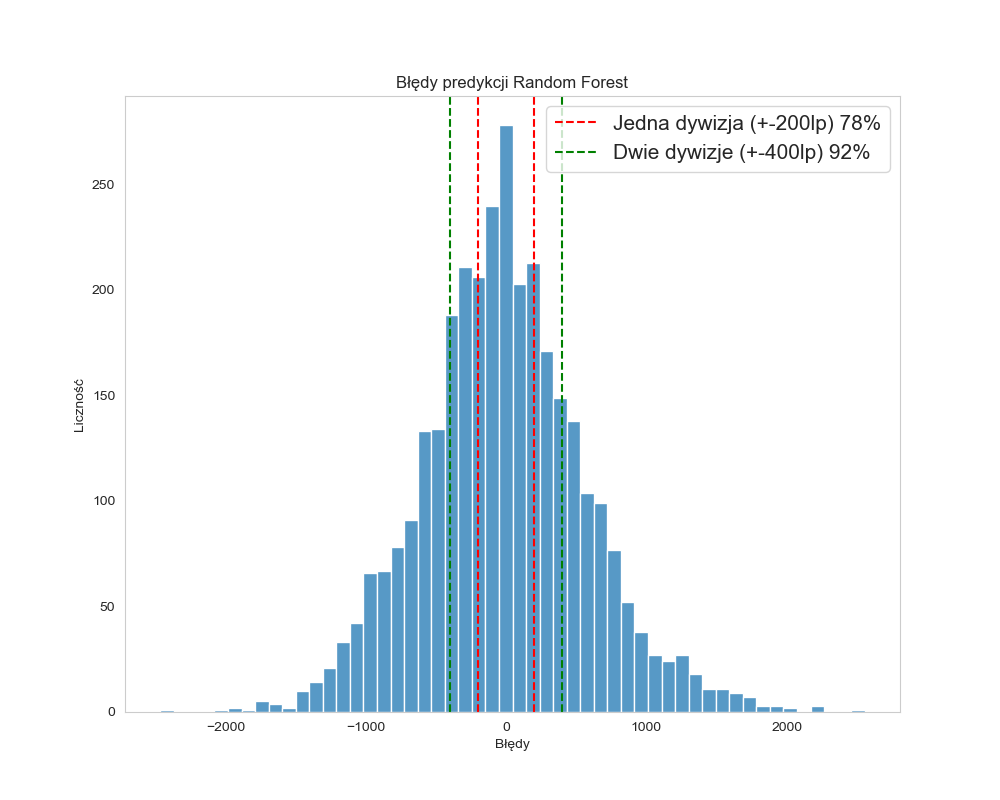 Błędy predykcji Random Forest
Jedna dywizja (+-200lp) 78%
Dwie dywizje (+-400lp) 92%
250
200
150
100
50
0
Liczność
−2000
−1000
0
1000
2000
Błędy